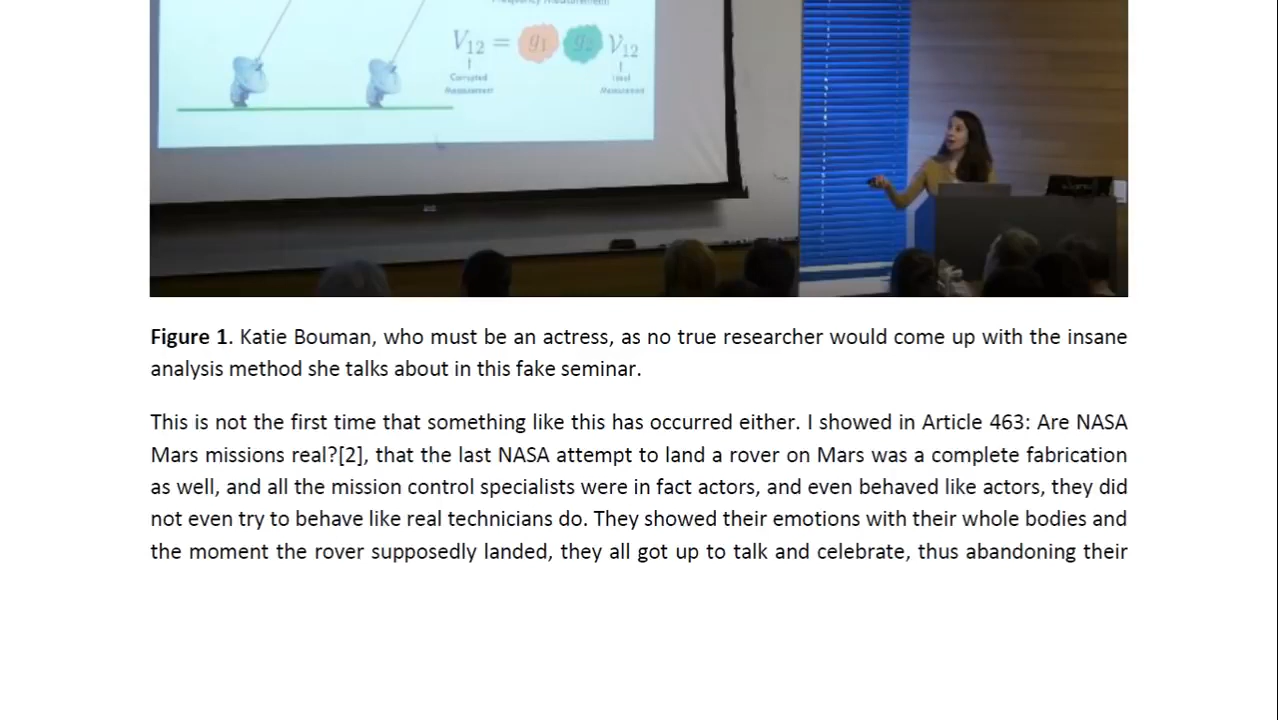 V12 = g1 g2 V12
Corrupted
Measurement
Figure 1. Katie Bouman, who must be an actress, as no true researcher would come up with the insane
analysis method she talks about in this fake seminar.
This is not the first time that something like this has occurred either. I showed in Article 463: Are NASA
Mars missions real?[2], that the last NASA attempt to land a rover on Mars was a complete fabrication
as well, and all the mission control specialists were in fact actors, and even behaved like actors, they did
not even try to behave like real technicians do. They showed their emotions with their whole bodies and
the moment the rover supposedly landed, they all got up to talk and celebrate, thus abandoning their